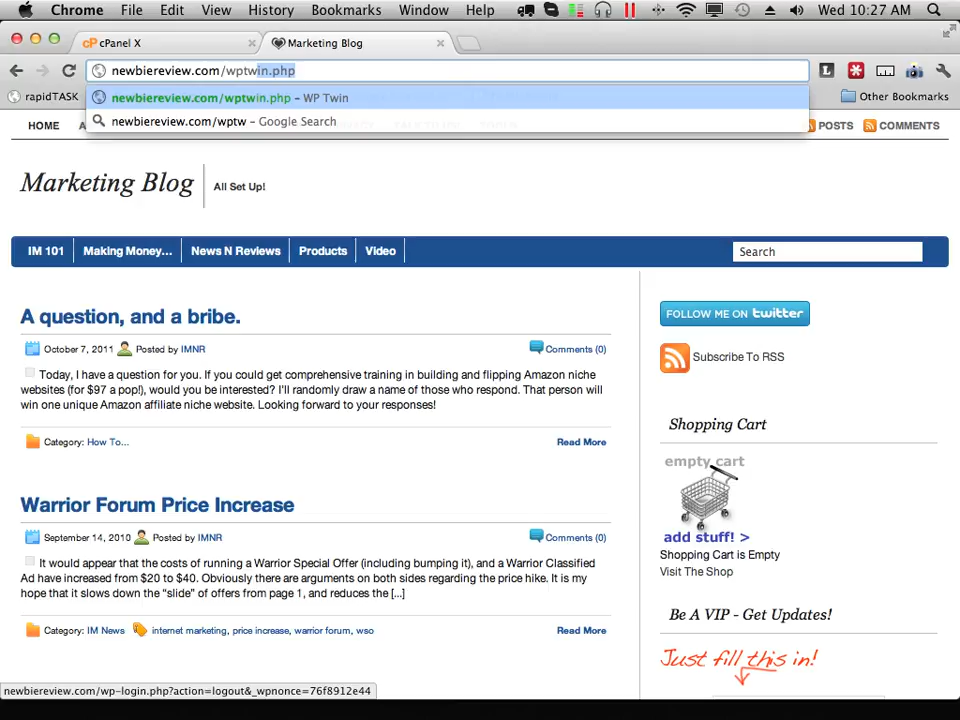 Chrome File Edit View History Bookmarks Window Help Wed 10:27 AM
cPanel X
Marketing Blog
newbiereview.com/wptwin.php
rapidTASK
Other Bookmarks
newbiereview.com/wptwin.php – WP Twin
newbiereview.com/wptw – Google Search
HOME POSTS COMMENTS
Marketing Blog
All Set Up!
IM 101 Making Money... News N Reviews Products Video
Search
A question, and a bribe.
October 7, 2011 Posted by IMNR Comments (0)
Today, I have a question for you. If you could get comprehensive training in building and flipping Amazon niche
websites (for $97 a pop!), would you be interested? I'll randomly draw a name of those who respond. That person will
win one unique Amazon affiliate niche website. Looking forward to your responses!
Category: How To... Read More
Warrior Forum Price Increase
September 14, 2010 Posted by IMNR Comments (0)
It would appear that the costs of running a Warrior Special Offer (including bumping it), and a Warrior Classified
Ad have increased from $20 to $40. Obviously there are arguments on both sides regarding the price hike. It is my
hope that it slows down the “slide” of offers from page 1, and reduces the [...]
Category: IM News internet marketing, price increase, warrior forum, wso Read More
FOLLOW ME ON twitter
Subscribe To RSS
Shopping Cart
empty cart
add stuff! >
Shopping Cart is Empty
Visit The Shop
Be A VIP - Get Updates!
Just fill this in!
newbiereview.com/wp-login.php?action=logout&_wpnonce=76f8912e44